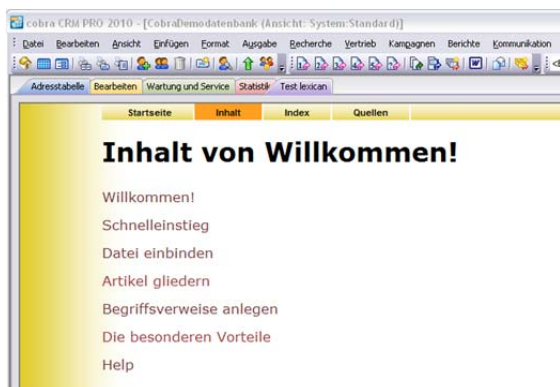 cobra CRM PRO 2010 - [CobraDemodatenbank (Ansicht: System:Standard)]
Datei Bearbeiten Ansicht Einfügen Format Ausgabe Recherche Vertrieb Kampagnen Berichte Kommunikation
Adresstabelle Bearbeiten Wartung und Service Statistik Test lexican
Startseite Inhalt Index Quellen
Inhalt von Willkommen!
Willkommen!
Schnelleinstieg
Datei einbinden
Artikel gliedern
Begriffsverweise anlegen
Die besonderen Vorteile
Help